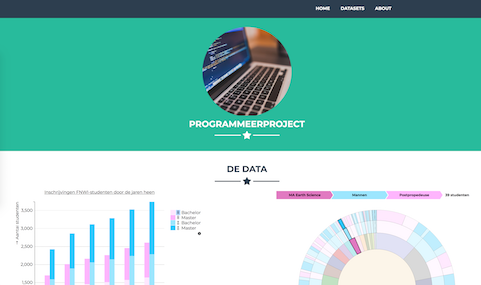 HOME DATASETS ABOUT
PROGRAMMEERPROJECT
DE DATA
Inschrijvingen FNWI-studenten door de jaren heen
MA Earth Science Mannen Postpropedeuse 39 studenten
Aantal studenten
3,500
3,000
2,500
2,000
1,500
Bachelor
Master
Bachelor
Master